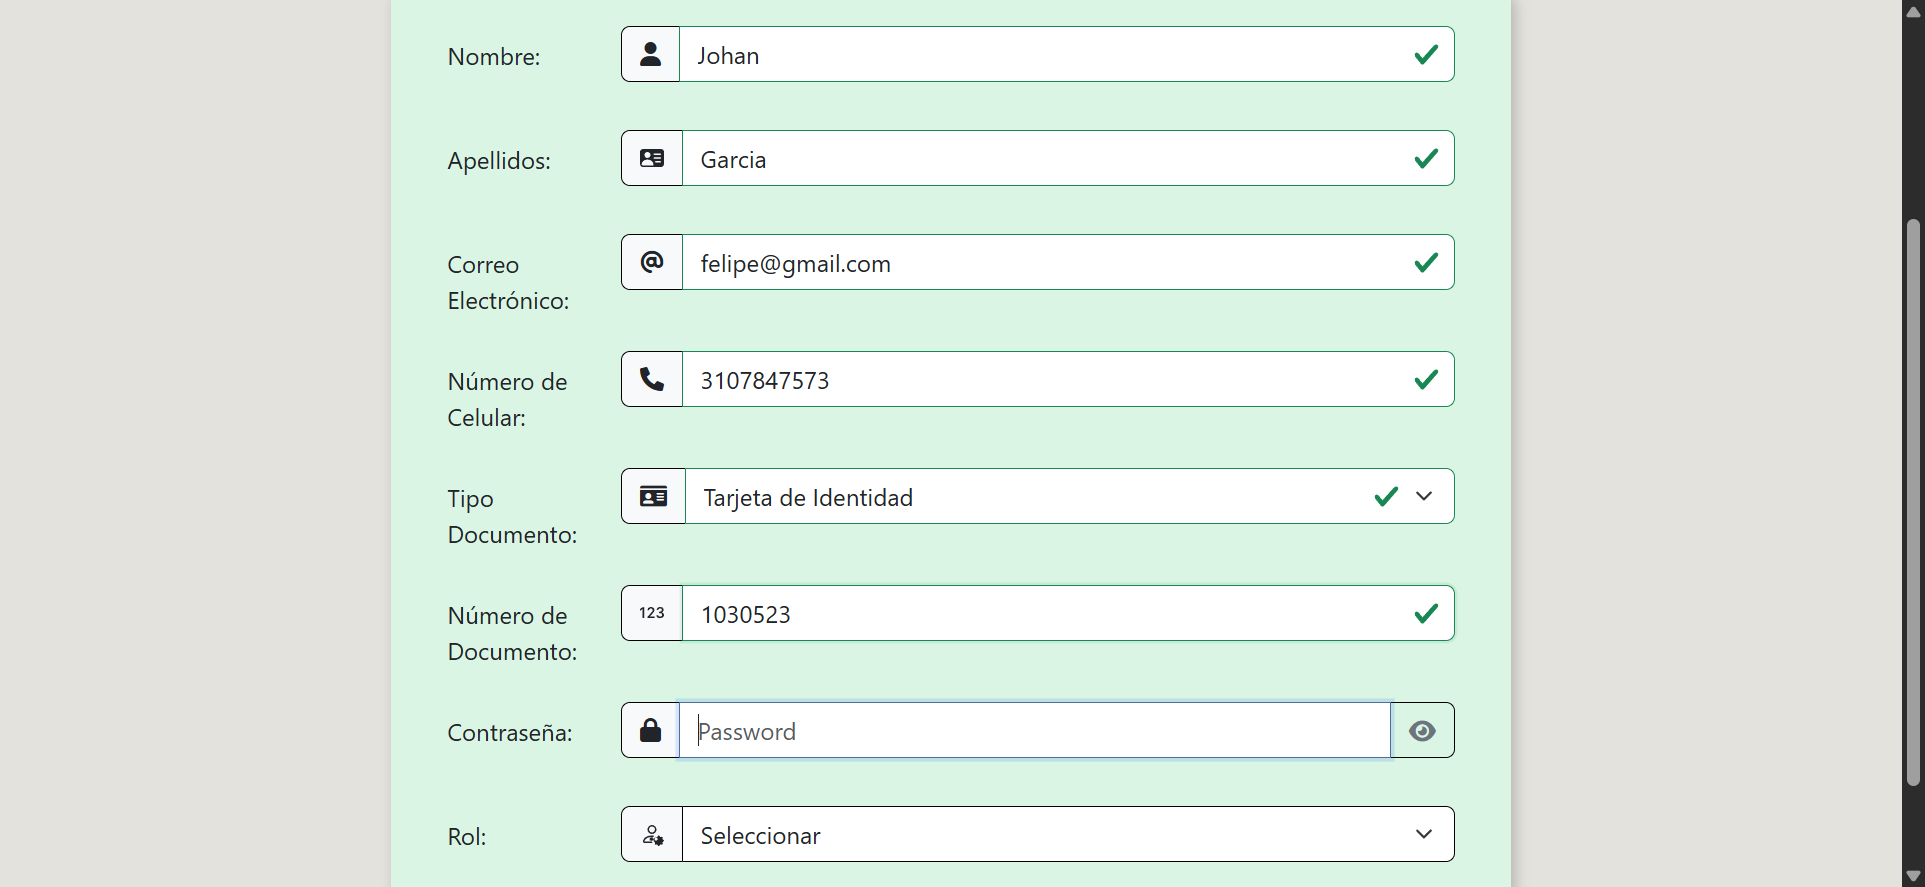 Nombre:
Johan
Apellidos:
Garcia
Correo
Electrónico:
felipe@gmail.com
Número de
Celular:
3107847573
Tipo
Documento:
Tarjeta de Identidad
Número de
Documento:
123
1030523
Contraseña:
Password
Rol:
Seleccionar